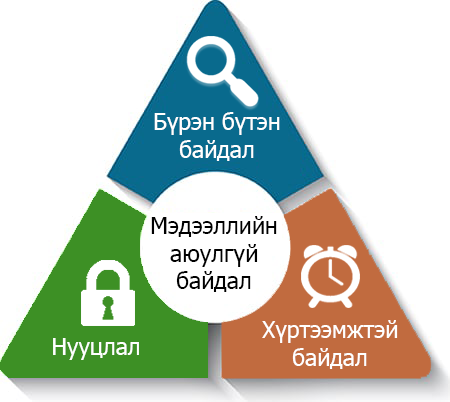 Бүрэн бүтэн
байдал
Мэдээллийн
аюулгүй
байдал
Нууцлал
Хүртээмжтэй
байдал